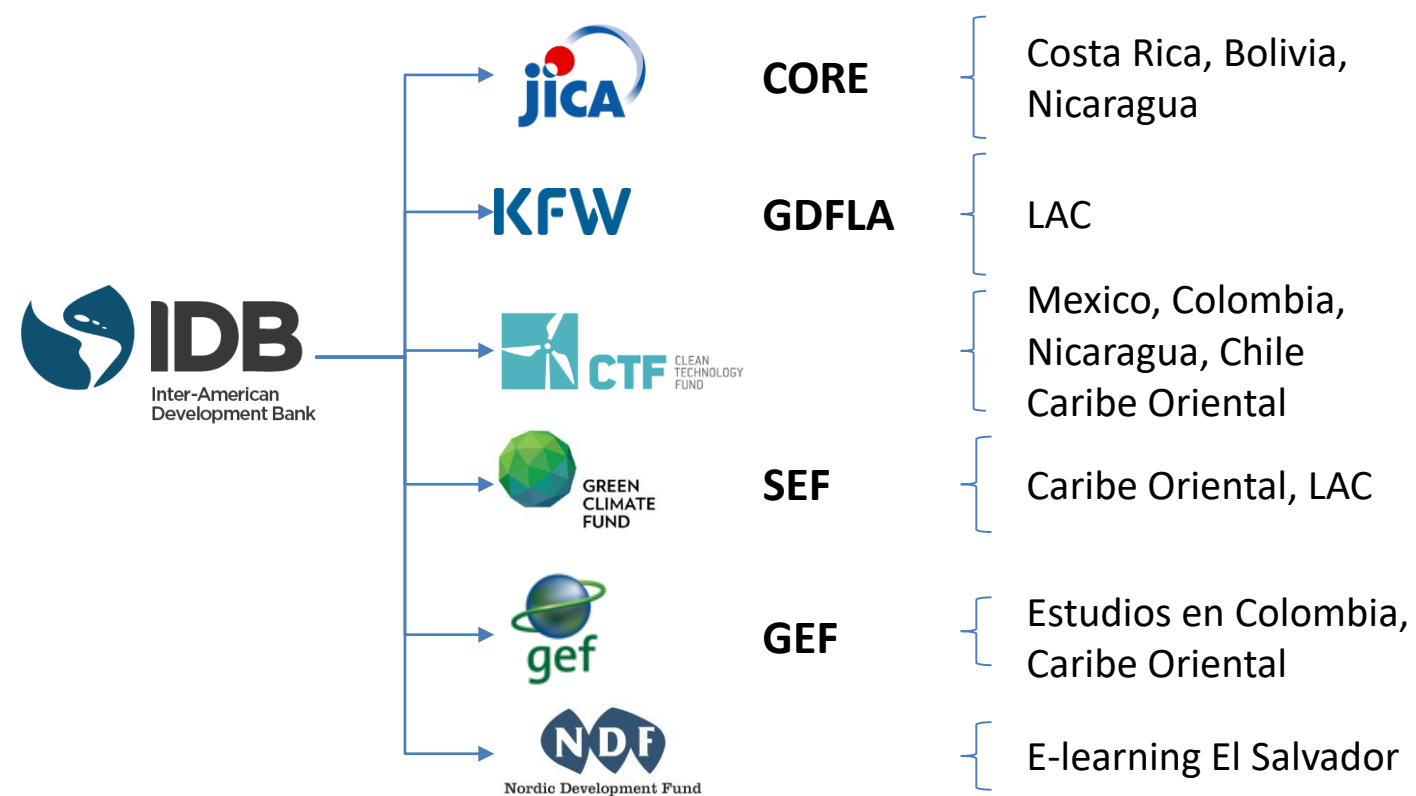 jica
CORE
Costa Rica, Bolivia,
Nicaragua
KFW
GDFLA
LAC
IDB
Inter-American
Development Bank
CTF CLEAN
TECHNOLOGY
FUND
Mexico, Colombia,
Nicaragua, Chile
Caribe Oriental
GREEN
CLIMATE
FUND
SEF
Caribe Oriental, LAC
gef
GEF
Estudios en Colombia,
Caribe Oriental
NDF
Nordic Development Fund
E-learning El Salvador